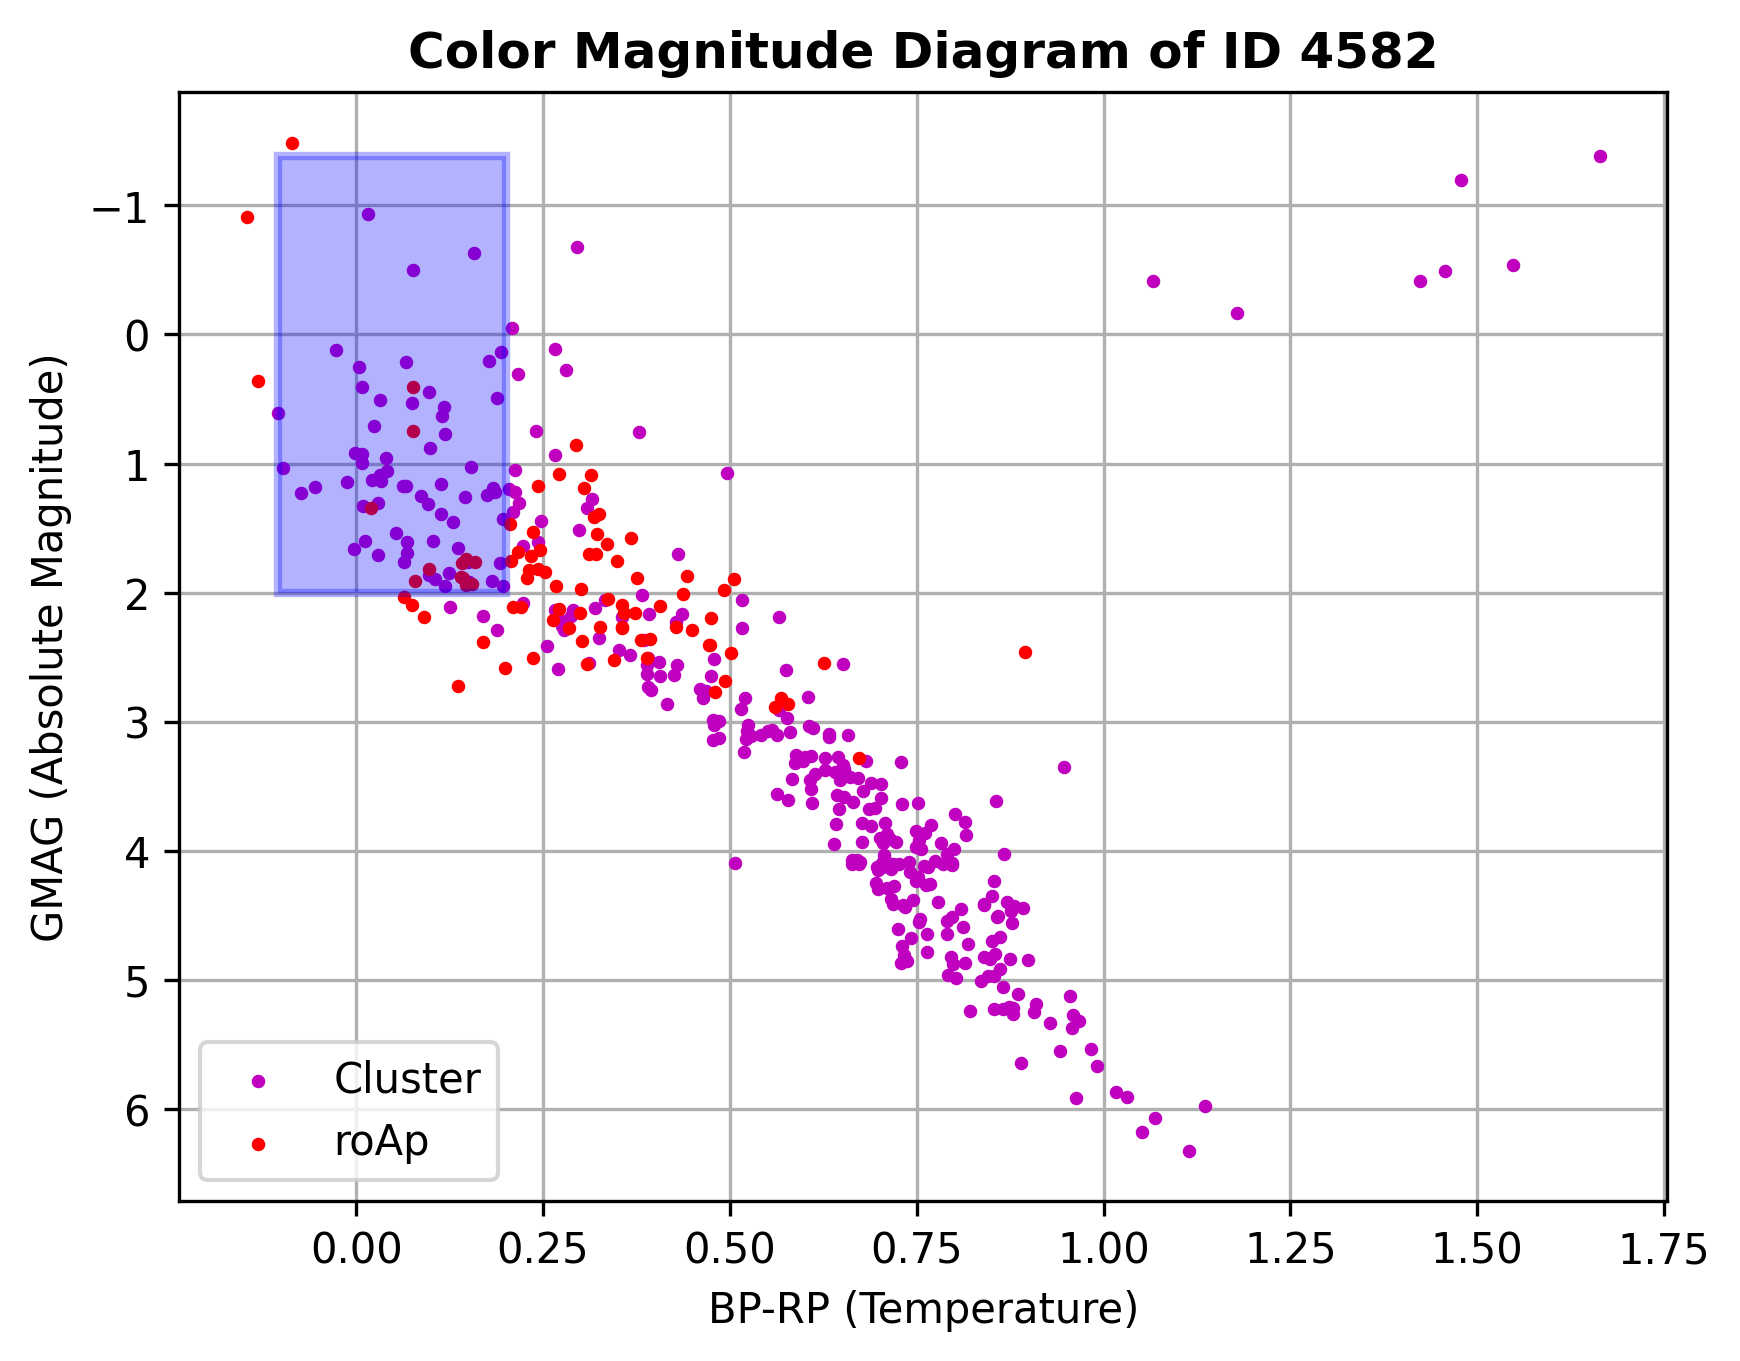 Color Magnitude Diagram of ID 4582
GMAG (Absolute Magnitude)
−1
0
1
2
3
4
5
6
Cluster
roAp
0.00 0.25 0.50 0.75 1.00 1.25 1.50 1.75
BP-RP (Temperature)